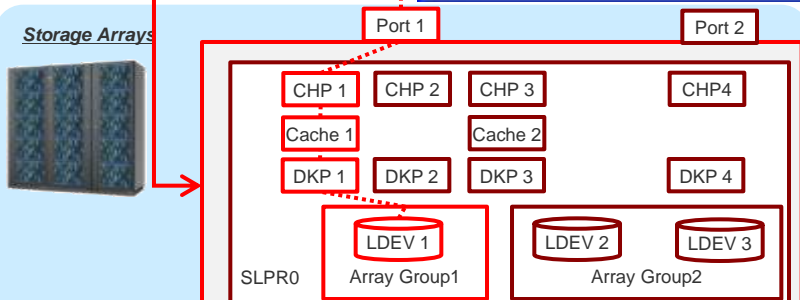 Port 1
Port 2
Storage Arrays
CHP 1
CHP 2
CHP 3
CHP4
Cache 1
Cache 2
DKP 1
DKP 2
DKP 3
DKP 4
LDEV 1
LDEV 2
LDEV 3
SLPR0
Array Group1
Array Group2